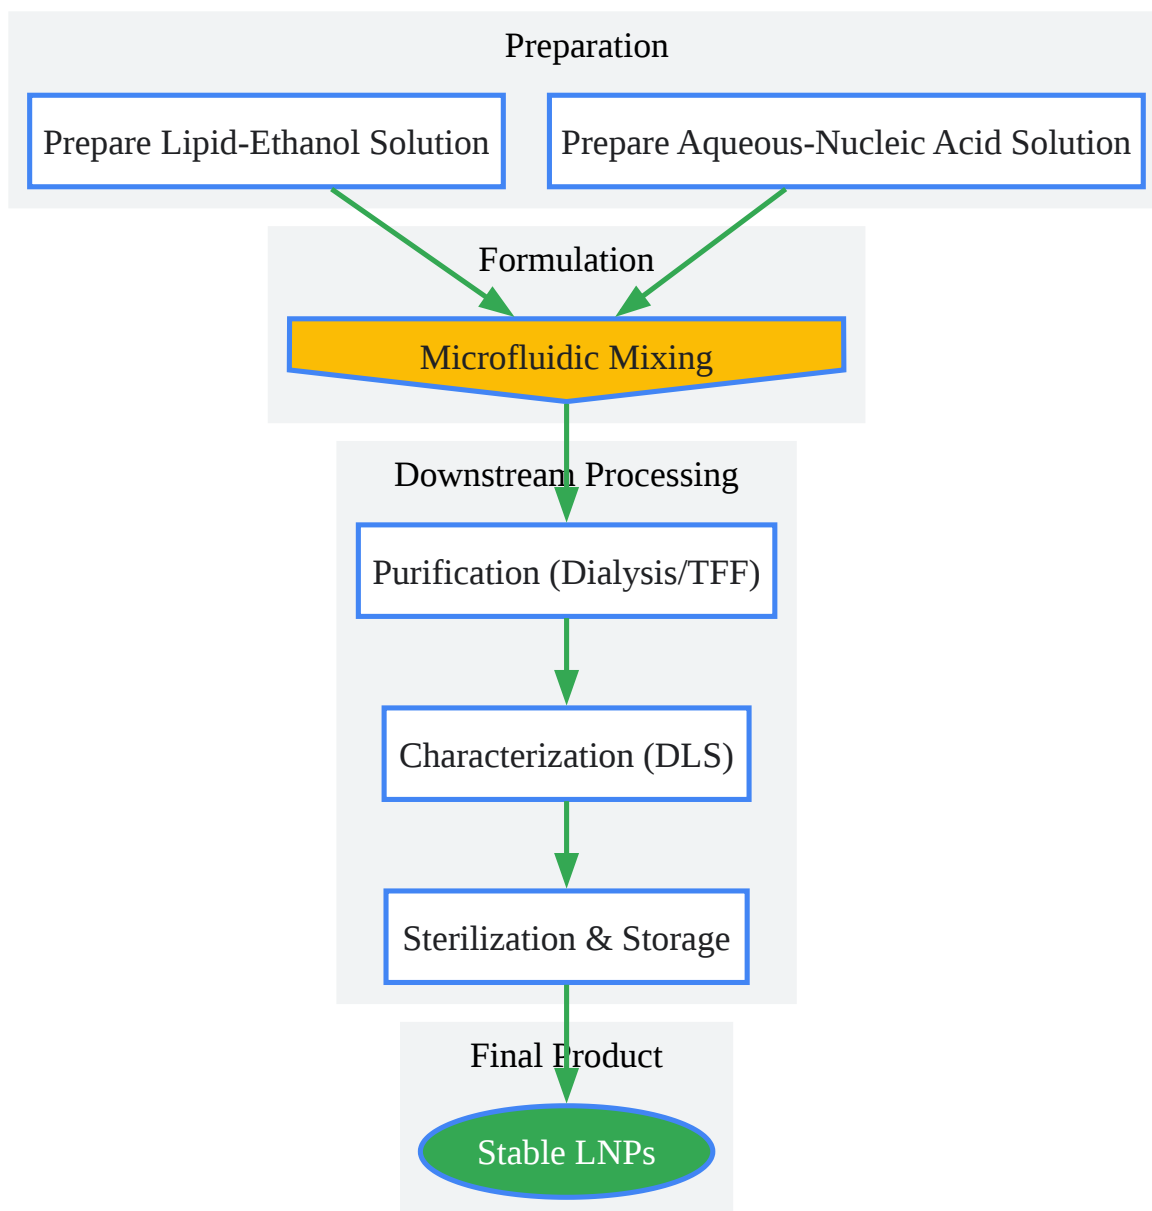 Preparation
Prepare Lipid-Ethanol Solution
Prepare Aqueous-Nucleic Acid Solution
Formulation
Microfluidic Mixing
Downstream Processing
Purification (Dialysis/TFF)
Characterization (DLS)
Sterilization & Storage
Final Product
Stable LNPs